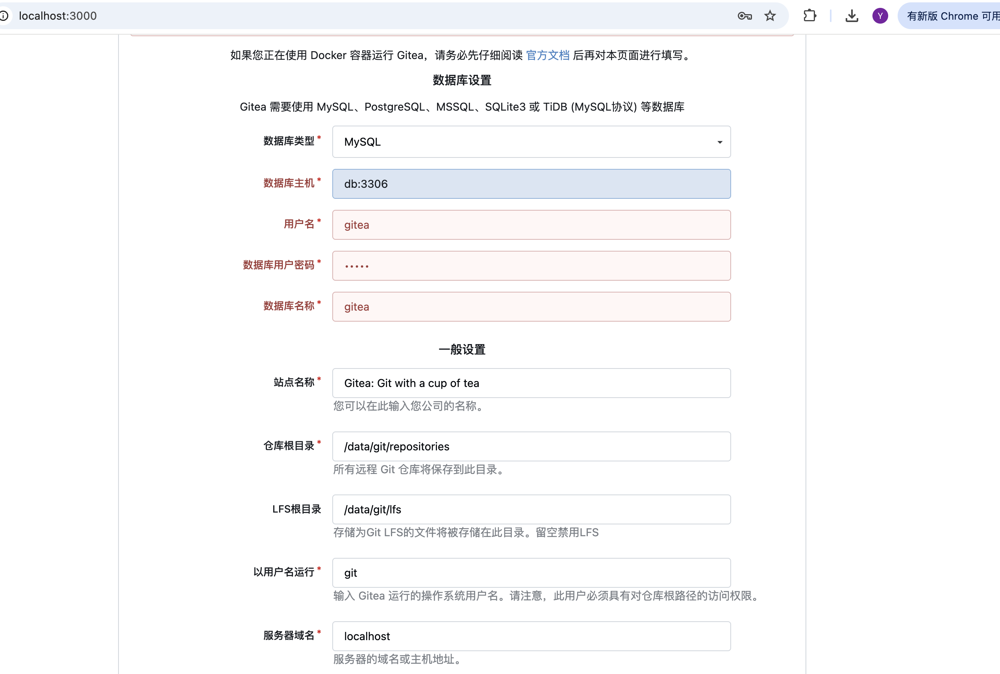 localhost:3000
Y
有新版 Chrome 可用
如果您正在使用 Docker 容器运行 Gitea，请务必先仔细阅读 官方文档 后再对本页面进行填写。
数据库设置
Gitea 需要使用 MySQL、PostgreSQL、MSSQL、SQLite3 或 TiDB (MySQL协议) 等数据库
数据库类型*
MySQL
数据库主机*
db:3306
用户名*
gitea
数据库用户密码*
•••••
数据库名称*
gitea
一般设置
站点名称*
Gitea: Git with a cup of tea
您可以在此输入您公司的名称。
仓库根目录*
/data/git/repositories
所有远程 Git 仓库将保存到此目录。
LFS根目录
/data/git/lfs
存储为Git LFS的文件将被存储在此目录。留空禁用LFS
以用户名运行*
git
输入 Gitea 运行的操作系统用户名。请注意，此用户必须具有对仓库根路径的访问权限。
服务器域名*
localhost
服务器的域名或主机地址。